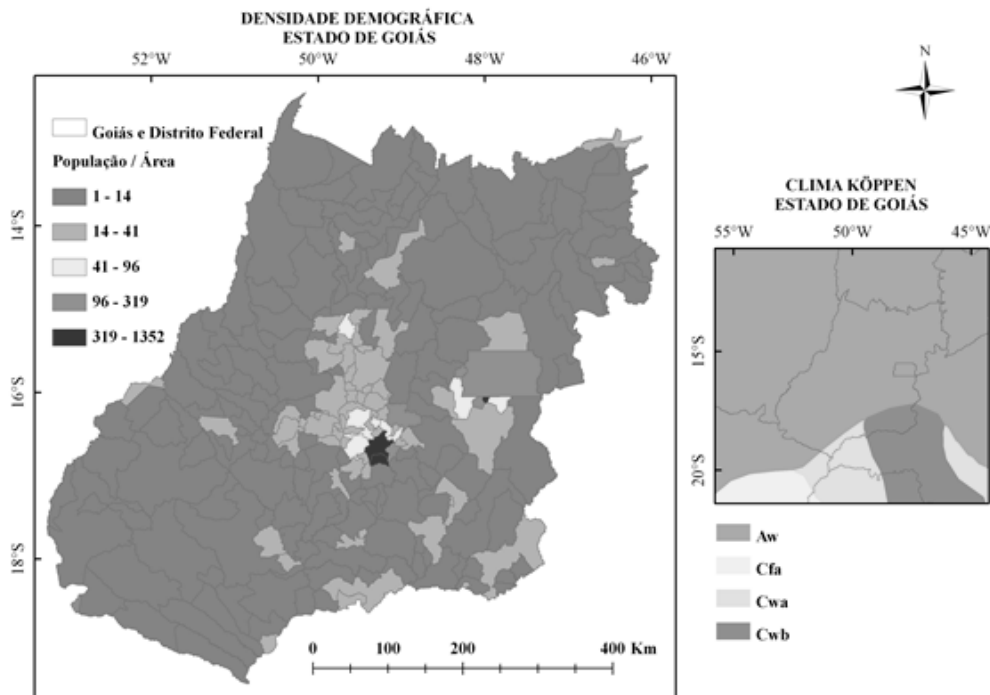 DENSIDADE DEMOGRÁFICA
ESTADO DE GOIÁS
52°W 50°W 48°W 46°W
Goiás e Distrito Federal
População / Área
1 - 14
14 - 41
41 - 96
96 - 319
319 - 1352
14°S
16°S
18°S
0 100 200 400 Km
N
CLIMA KÖPPEN
ESTADO DE GOIÁS
55°W 50°W 45°W
15°S
20°S
Aw
Cfa
Cwa
Cwb